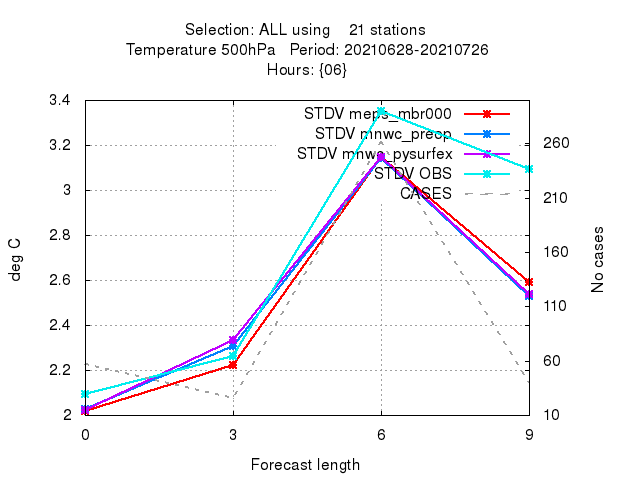 Selection: ALL using    21 stations
Temperature 500hPa   Period: 20210628-20210726
Hours: {06}
STDV meps_mbr000
STDV mnwc_preop
STDV mnwc_pysurfex
STDV OBS
CASES
3.4
3.2
3
2.8
2.6
2.4
2.2
2
deg C
260
210
160
110
60
10
No cases
0 3 6 9
Forecast length